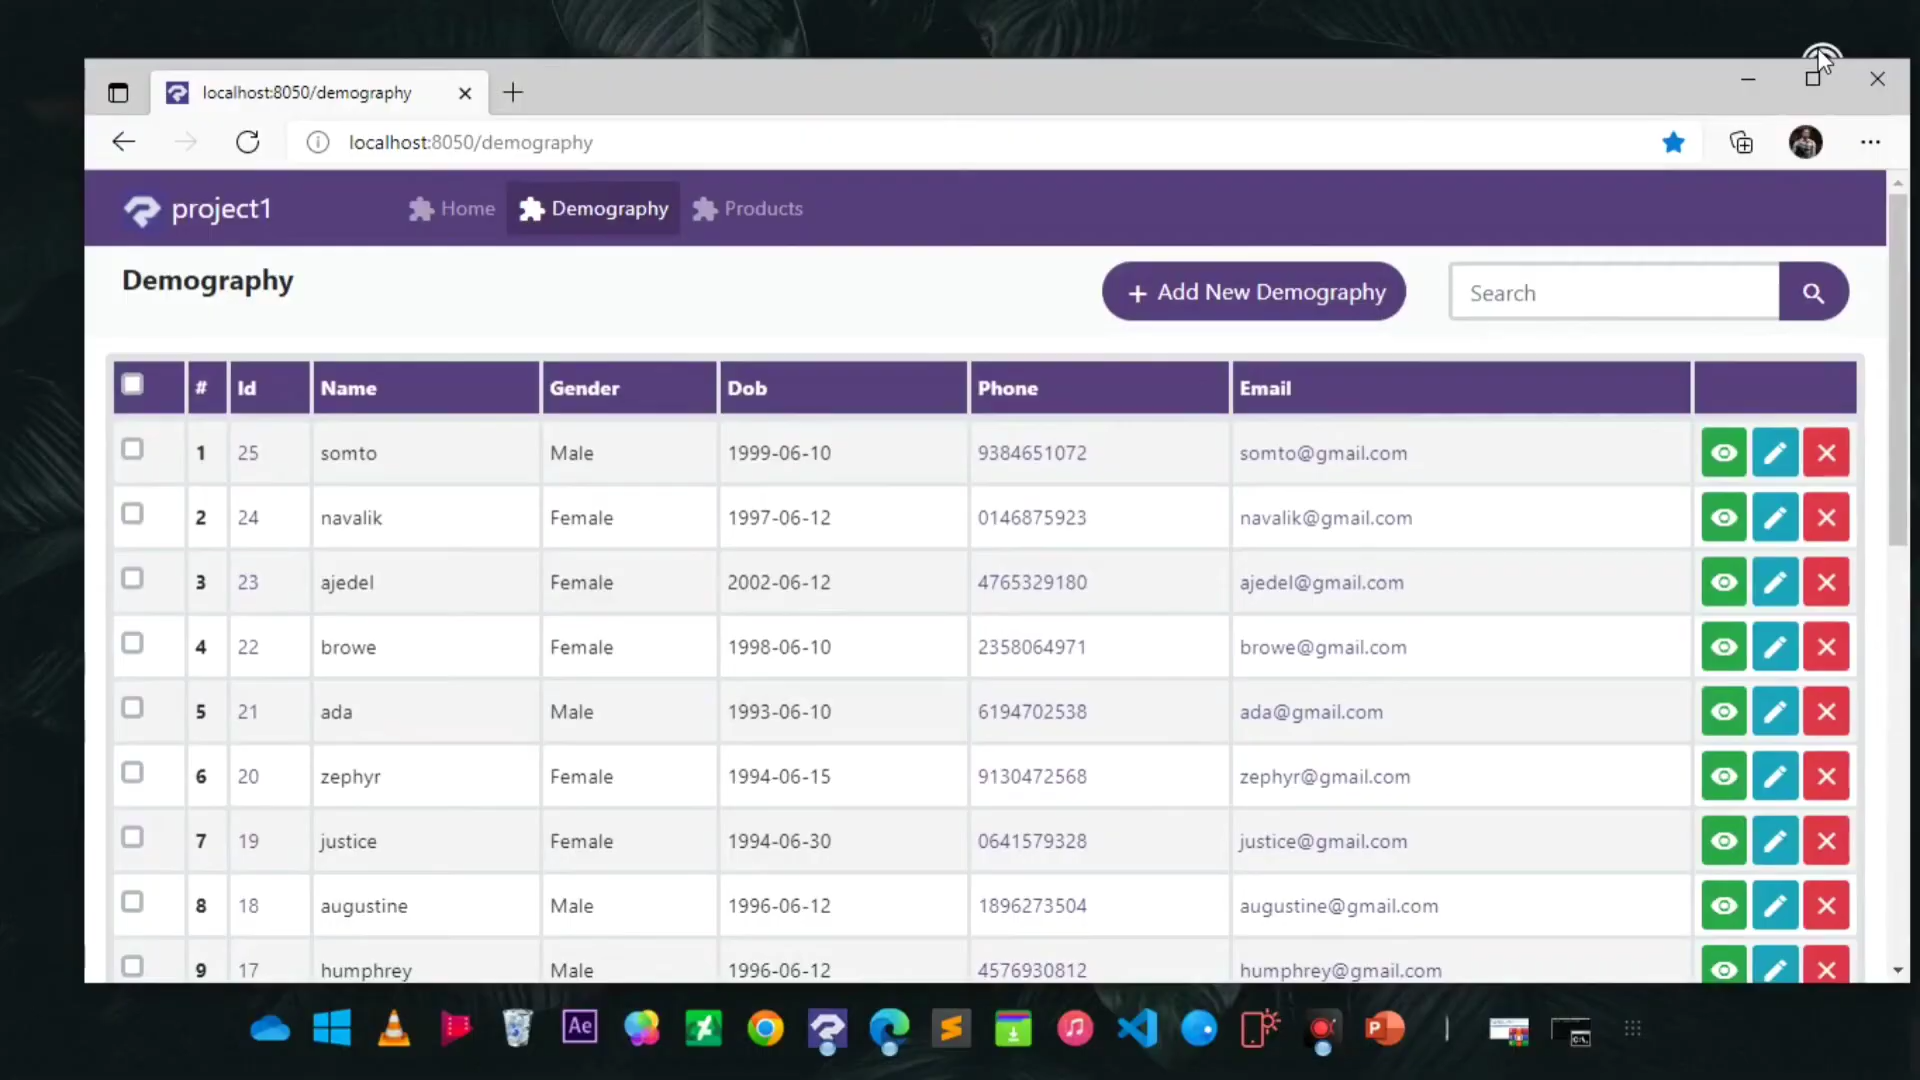 localhost:8050/demography
localhost:8050/demography
project1 Home Demography Products
Demography + Add New Demography Search
# Id Name Gender Dob Phone Email
1 25 somto Male 1999-06-10 9384651072 somto@gmail.com
2 24 navalik Female 1997-06-12 0146875923 navalik@gmail.com
3 23 ajedel Female 2002-06-12 4765329180 ajedel@gmail.com
4 22 browe Female 1998-06-10 2358064971 browe@gmail.com
5 21 ada Male 1993-06-10 6194702538 ada@gmail.com
6 20 zephyr Female 1994-06-15 9130472568 zephyr@gmail.com
7 19 justice Female 1994-06-30 0641579328 justice@gmail.com
8 18 augustine Male 1996-06-12 1896273504 augustine@gmail.com
9 17 humphrey Male 1996-06-12 4576930812 humphrey@gmail.com
Ae P